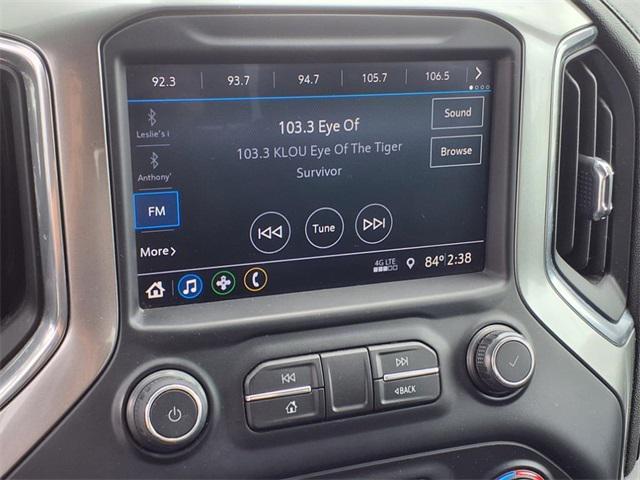 92.3 93.7 94.7 105.7 106.5
Leslie's i
Anthony'
FM
More
103.3 Eye Of
103.3 KLOU Eye Of The Tiger
Survivor
Sound
Browse
Tune
4G LTE
84° 2:38
BACK